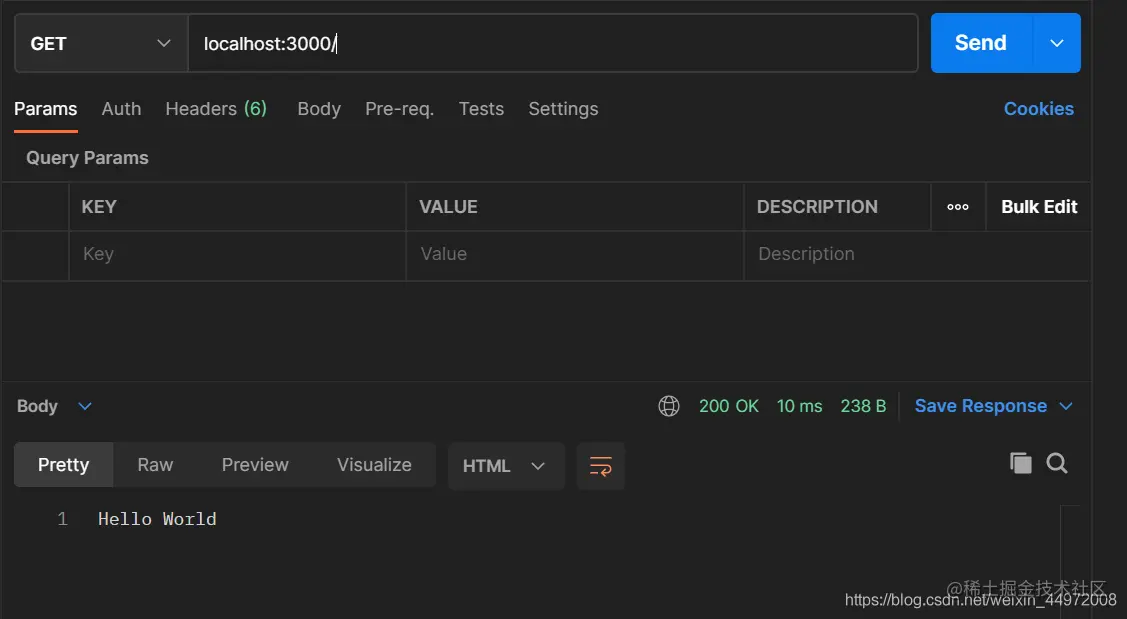 GET localhost:3000/ Send
Params Auth Headers (6) Body Pre-req. Tests Settings Cookies
Query Params
KEY VALUE DESCRIPTION ooo Bulk Edit
Key Value Description
Body 200 OK 10 ms 238 B Save Response
Pretty Raw Preview Visualize HTML
1 Hello World
@稀土掘金技术社区
https://blog.csdn.net/weixin_44972008